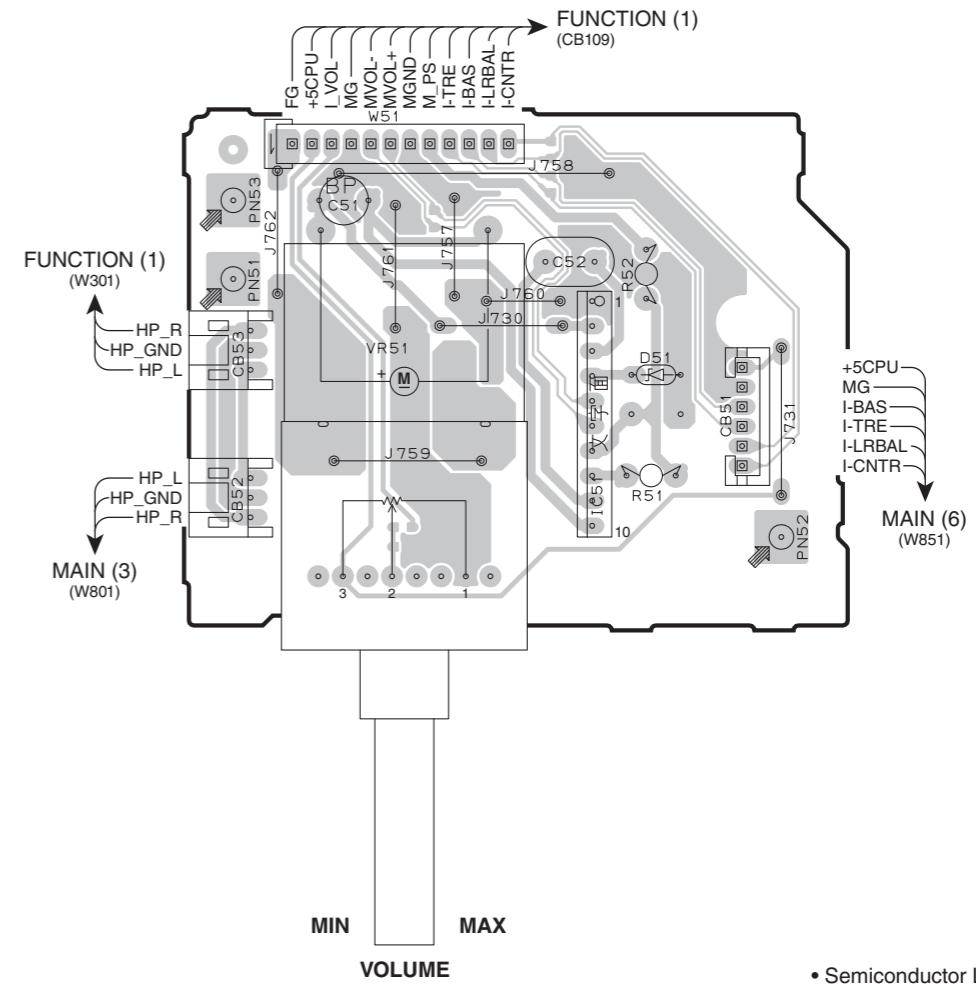 FUNCTION (1)
(CB109)
FG
+5CPU
I_VOL
MG
MVOL-
MVOL+
MGND
M_PS
I-TRE
I-BAS
I-LRBAL
I-CNTR
W51
J758
BP
C51
PN53
J762
J761
J757
C52
R52
FUNCTION (1)
(W301)
PN51
J760
1
J730
HP_R
HP_GND
HP_L
CB53
VR51
+
M
D51
文字面
CB51
J731
+5CPU
MG
I-BAS
I-TRE
I-LRBAL
I-CNTR
J759
HP_L
HP_GND
HP_R
CB52
IC51
R51
10
PN52
MAIN (6)
(W851)
MAIN (3)
(W801)
3
2
1
MIN
MAX
VOLUME
• Semiconductor L